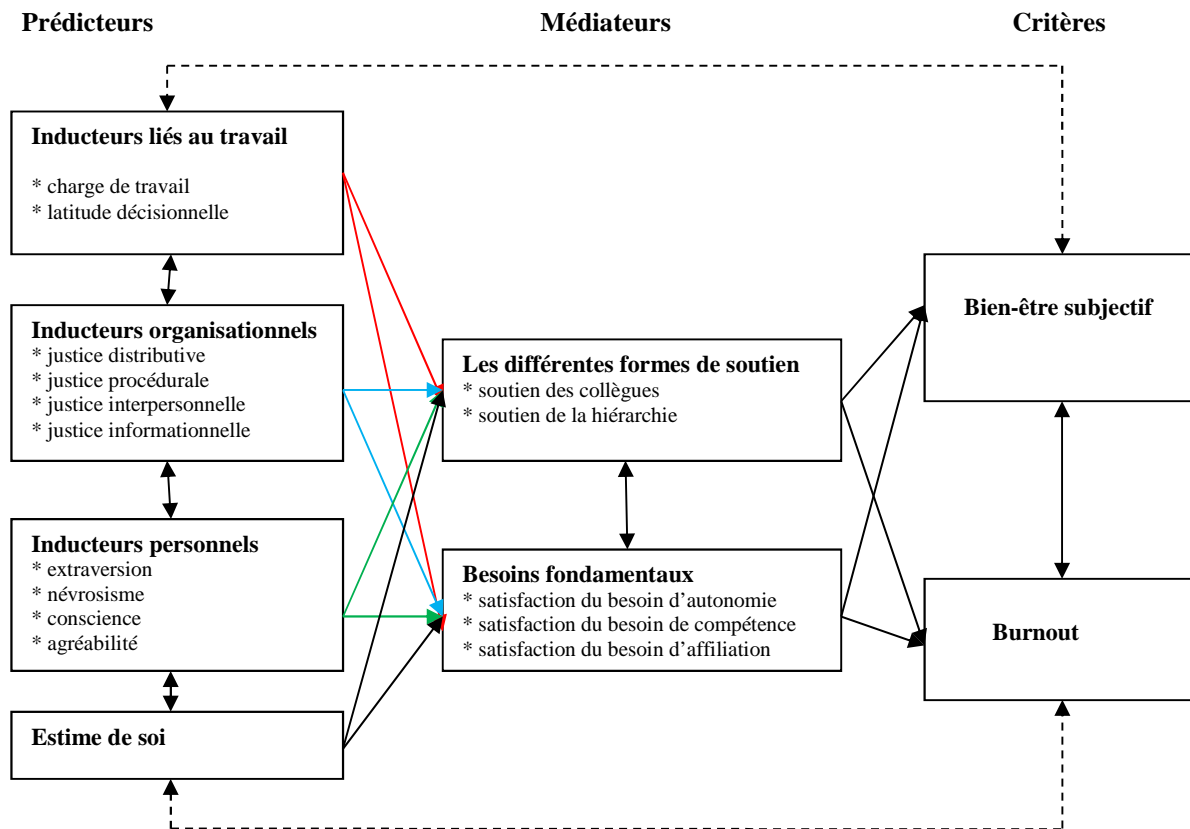 Prédicteurs
Médiateurs
Critères
Inducteurs liés au travail
* charge de travail
* latitude décisionnelle
Inducteurs organisationnels
* justice distributive
* justice procédurale
* justice interpersonnelle
* justice informationnelle
Inducteurs personnels
* extraversion
* névrosisme
* conscience
* agréabilité
Estime de soi
Les différentes formes de soutien
* soutien des collègues
* soutien de la hiérarchie
Besoins fondamentaux
* satisfaction du besoin d’autonomie
* satisfaction du besoin de compétence
* satisfaction du besoin d’affiliation
Bien-être subjectif
Burnout